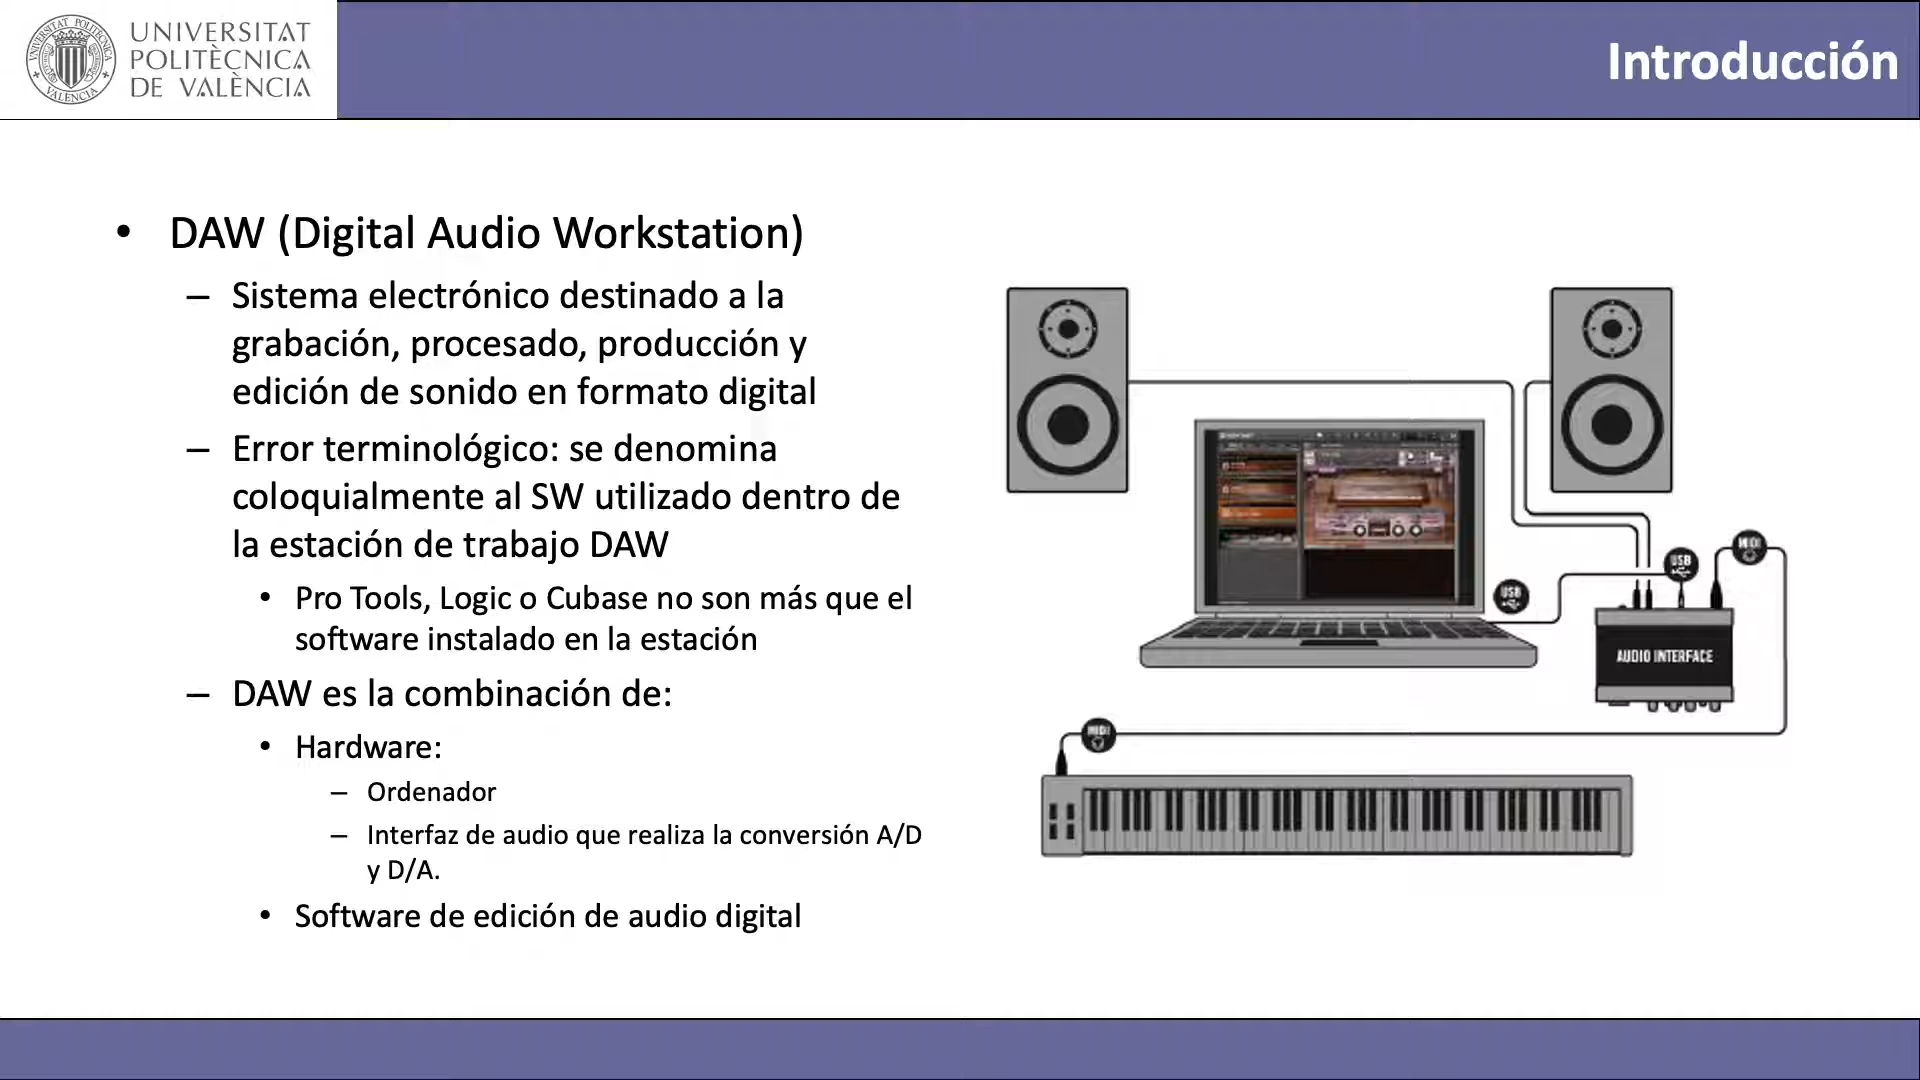 UNIVERSITAT
POLITÈCNICA
DE VALÈNCIA
Introducción
• DAW (Digital Audio Workstation)
– Sistema electrónico destinado a la
grabación, procesado, producción y
edición de sonido en formato digital
– Error terminológico: se denomina
coloquialmente al SW utilizado dentro de
la estación de trabajo DAW
• Pro Tools, Logic o Cubase no son más que el
software instalado en la estación
– DAW es la combinación de:
• Hardware:
– Ordenador
– Interfaz de audio que realiza la conversión A/D
y D/A.
• Software de edición de audio digital
MIDI
USB
USB
AUDIO INTERFACE
MIDI